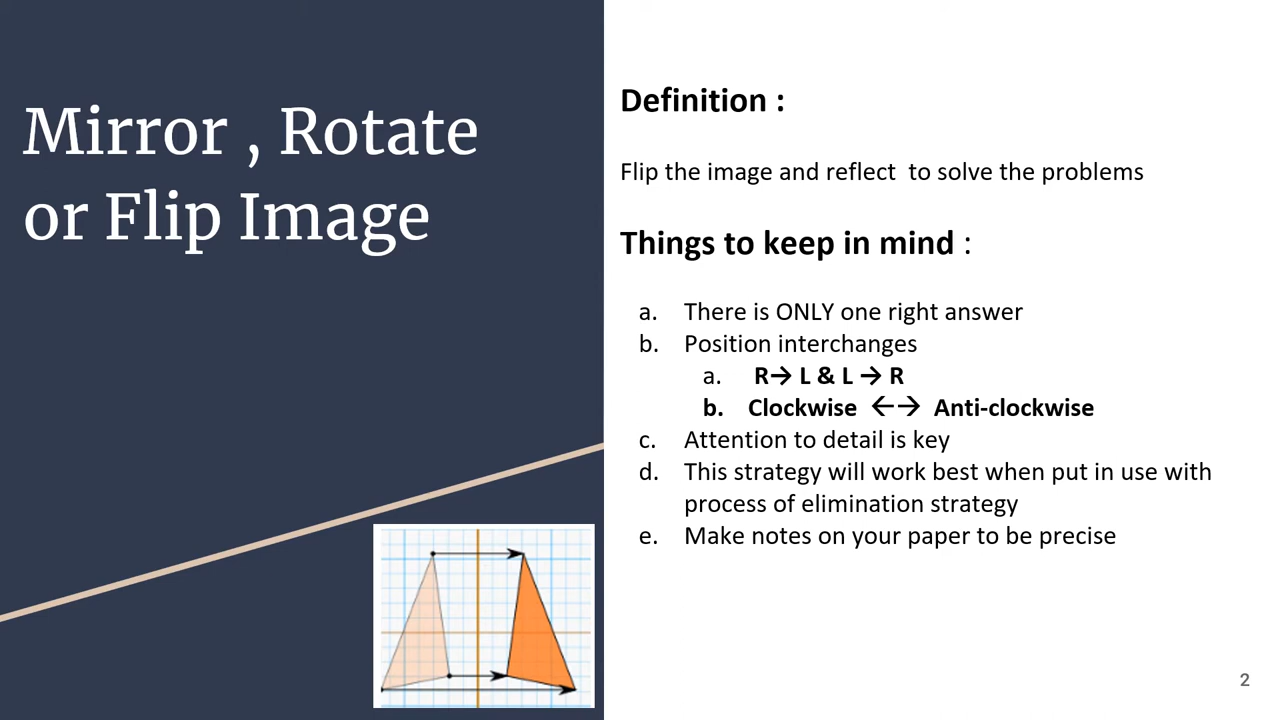 Mirror , Rotate
or Flip Image
Definition :
Flip the image and reflect  to solve the problems
Things to keep in mind :
a. There is ONLY one right answer
b. Position interchanges
a. R→ L & L → R
b. Clockwise ←→ Anti-clockwise
c. Attention to detail is key
d. This strategy will work best when put in use with
process of elimination strategy
e. Make notes on your paper to be precise
2